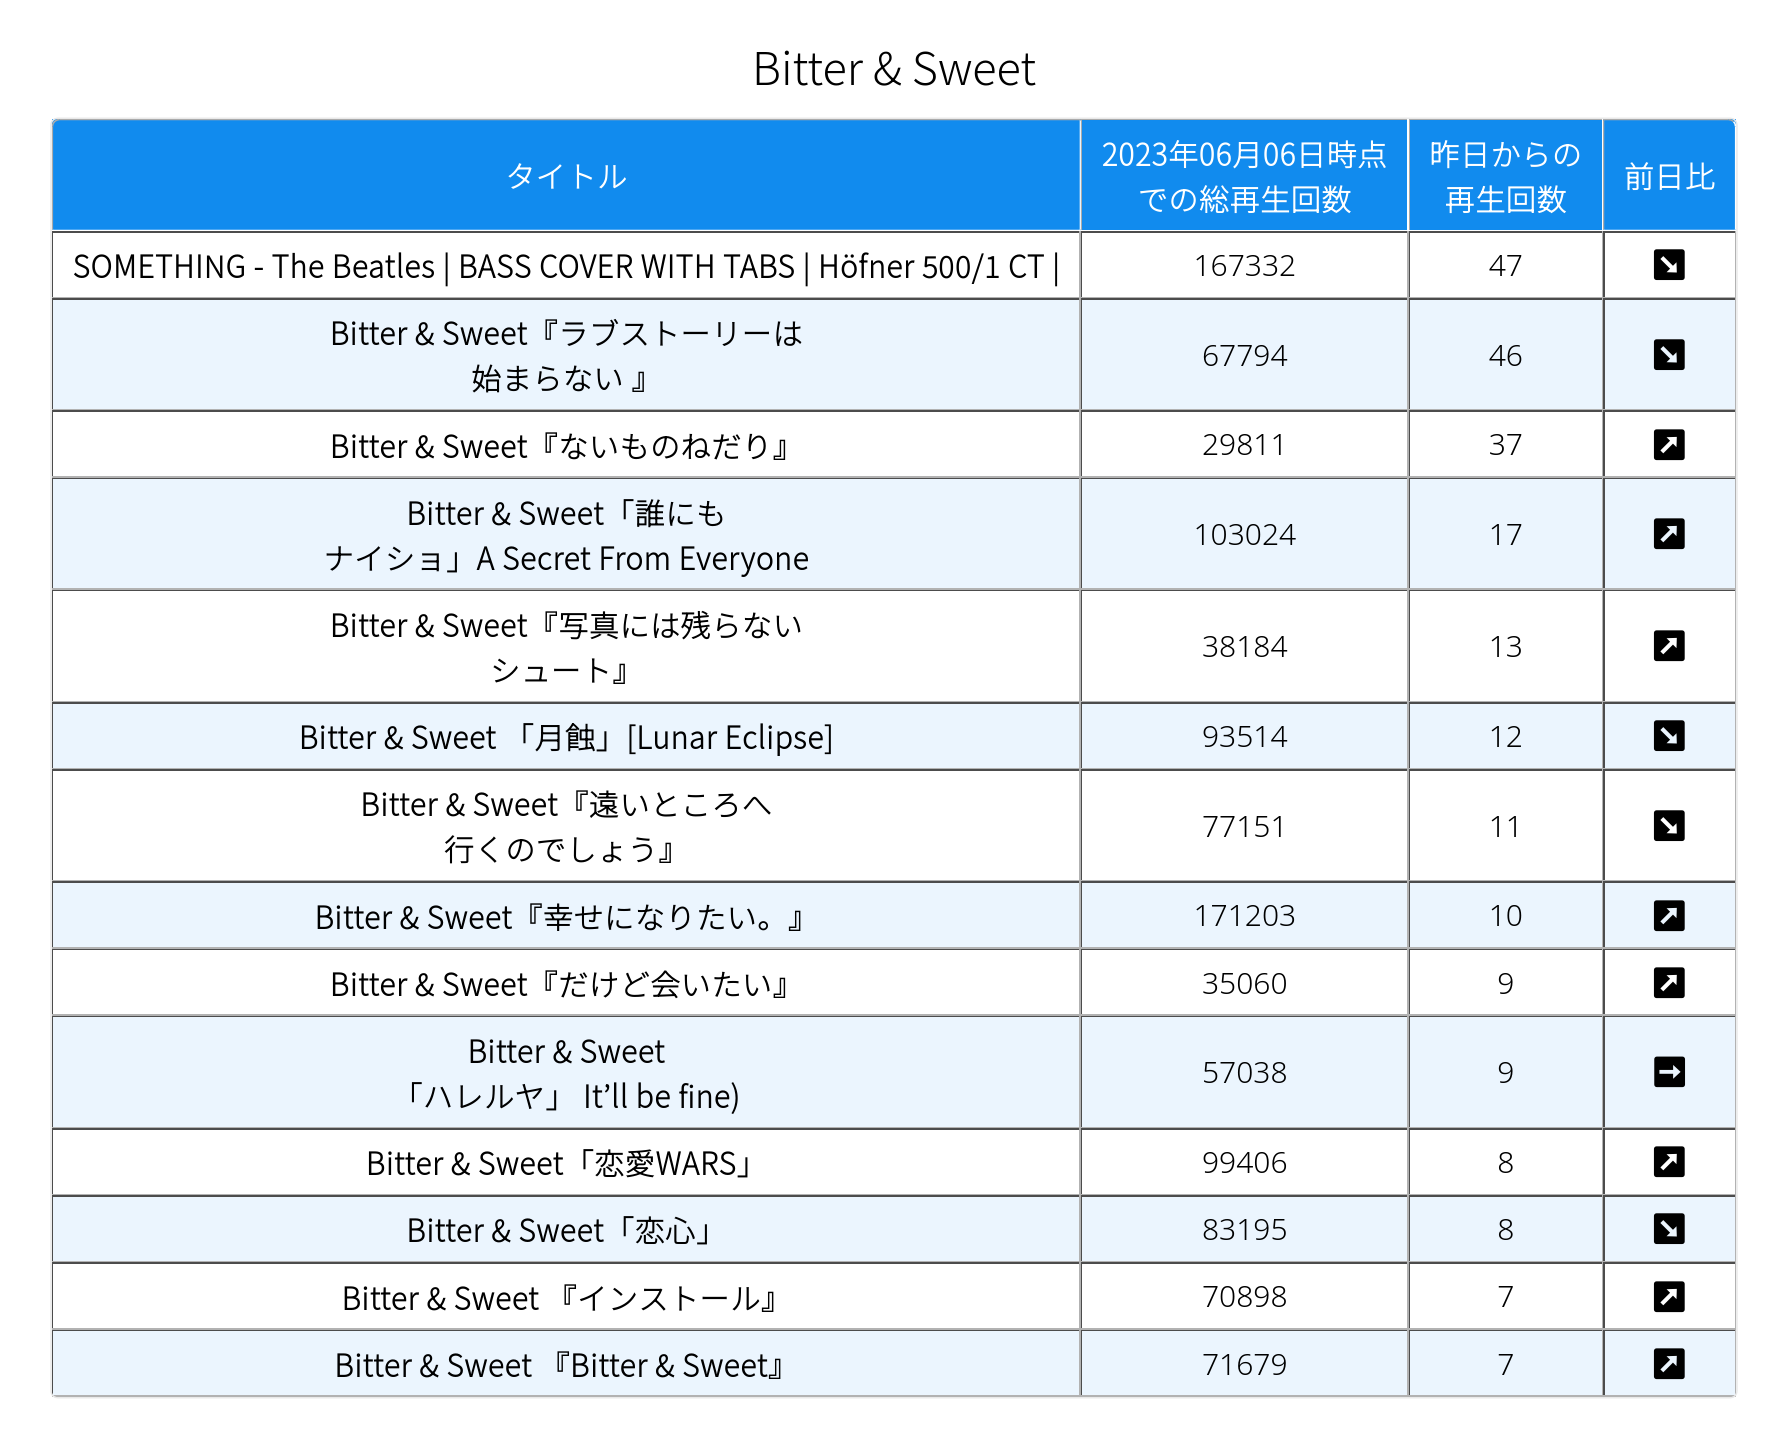 Bitter & Sweet
タイトル
2023年06月06日時点
での総再生回数
昨日からの
再生回数
前日比
SOMETHING - The Beatles | BASS COVER WITH TABS | Höfner 500/1 CT |
167332
47
Bitter & Sweet『ラブストーリーは
始まらない 』
67794
46
Bitter & Sweet『ないものねだり』
29811
37
Bitter & Sweet「誰にも
ナイショ」A Secret From Everyone
103024
17
Bitter & Sweet『写真には残らない
シュート』
38184
13
Bitter & Sweet 「月蝕」[Lunar Eclipse]
93514
12
Bitter & Sweet『遠いところへ
行くのでしょう』
77151
11
Bitter & Sweet『幸せになりたい。』
171203
10
Bitter & Sweet『だけど会いたい』
35060
9
Bitter & Sweet
「ハレルヤ」 It’ll be fine)
57038
9
Bitter & Sweet「恋愛WARS」
99406
8
Bitter & Sweet「恋心」
83195
8
Bitter & Sweet 『インストール』
70898
7
Bitter & Sweet 『Bitter & Sweet』
71679
7